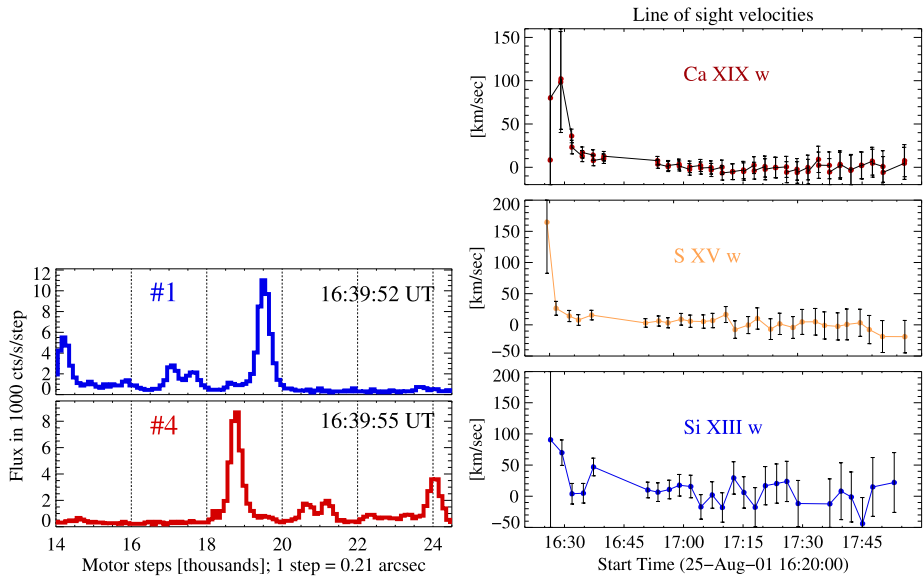 Line of sight velocities
150
100
50
0
[km/sec]
Ca XIX w
200
150
100
50
0
−50
[km/sec]
S XV w
200
150
100
50
0
−50
[km/sec]
Si XIII w
16:30 16:45 17:00 17:15 17:30 17:45
Start Time (25−Aug−01 16:20:00)
12
10
8
6
4
2
0
#1
16:39:52 UT
8
6
4
2
0
#4
16:39:55 UT
Flux in 1000 cts/s/step
14 16 18 20 22 24
Motor steps [thousands]; 1 step = 0.21 arcsec